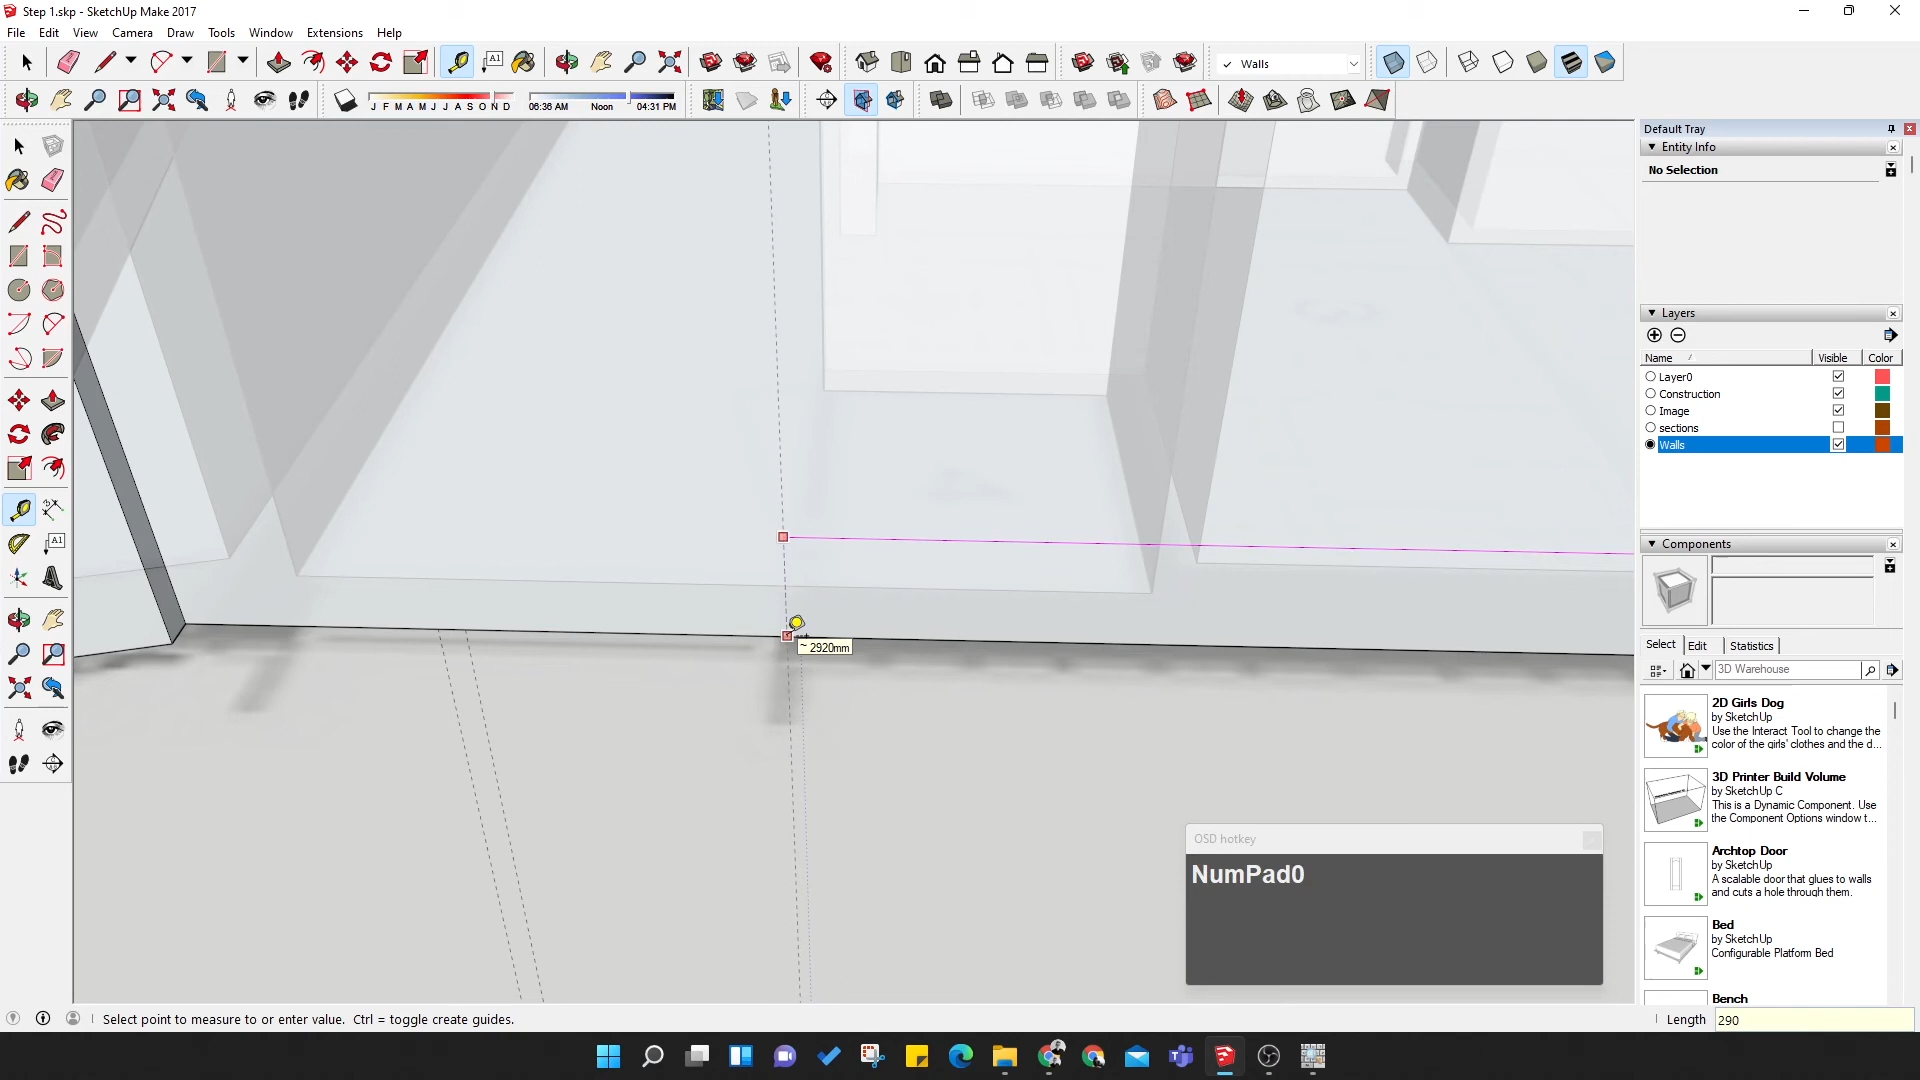 Step 1.skp - SketchUp Make 2017
File Edit View Camera Draw Tools Window Extensions Help
A1
Walls
J F M A M J J A S O N D
06:36 AM Noon 04:31 PM
Default Tray
Entity Info
No Selection
Layers
Name Visible Color
Layer0
Construction
Image
sections
Walls
Components
A1
~ 2920mm
Select Edit Statistics
3D Warehouse
2D Girls Dog
by SketchUp
Use the Interact Tool to change the
color of the girls' clothes and the d...
3D Printer Build Volume
by SketchUp C
This is a Dynamic Component. Use
the Component Options window t...
Archtop Door
by SketchUp
A scalable door that glues to walls
and cuts a hole through them.
Bed
by SketchUp
Configurable Platform Bed
Bench
OSD hotkey
NumPad0
Select point to measure to or enter value. Ctrl = toggle create guides.
Length 290